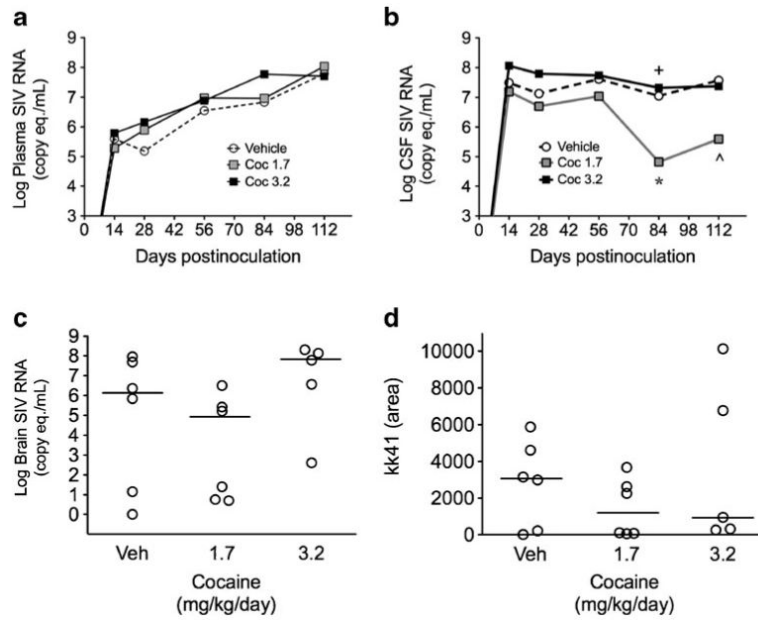 a
Log Plasma SIV RNA
(copy eq./mL)
9
8
7
6
5
4
3
0 14 28 42 56 70 84 98 112
Days postinoculation
Vehicle
Coc 1.7
Coc 3.2
b
Log CSF SIV RNA
(copy eq./mL)
9
8
7
6
5
4
3
0 14 28 42 56 70 84 98 112
Days postinoculation
Vehicle
Coc 1.7
Coc 3.2
+
*
^
c
Log Brain SIV RNA
(copy eq./mL)
9
8
7
6
5
4
3
2
1
0
Veh 1.7 3.2
Cocaine
(mg/kg/day)
d
kk41 (area)
10000
8000
6000
4000
2000
0
Veh 1.7 3.2
Cocaine
(mg/kg/day)